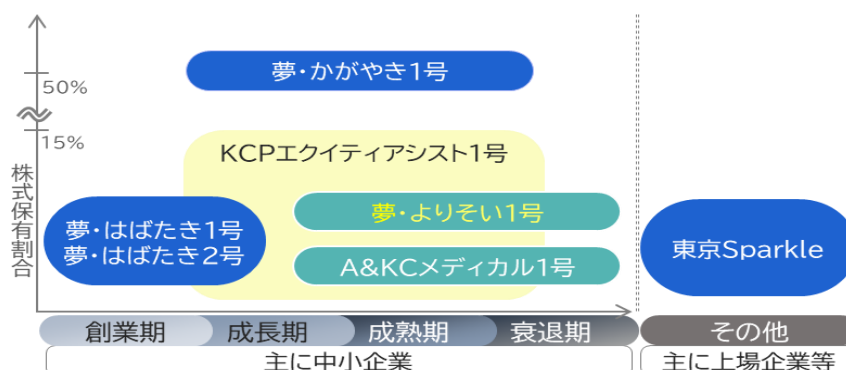 夢・かがやき1号
50%
15%
KCPエクイティアシスト1号
株式保有割合
夢・はばたき1号
夢・はばたき2号
夢・よりそい1号
A&KCメディカル1号
東京Sparkle
創業期
成長期
成熟期
衰退期
その他
主に中小企業
主に上場企業等